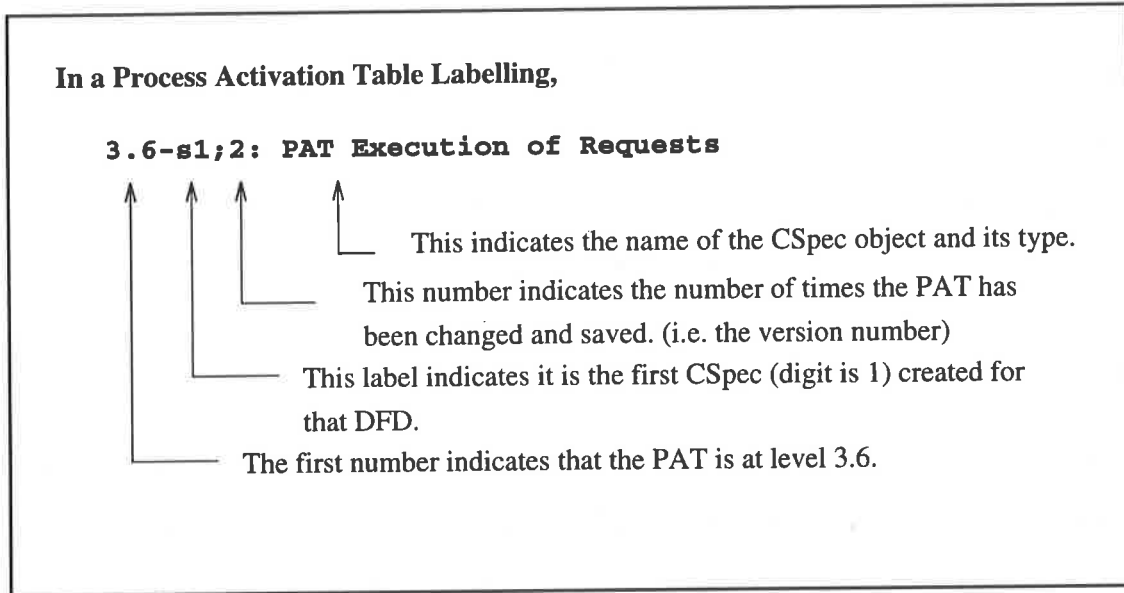 In a Process Activation Table Labelling,
3.6-s1;2: PAT Execution of Requests
This indicates the name of the CSpec object and its type.
This number indicates the number of times the PAT has
been changed and saved. (i.e. the version number)
This label indicates it is the first CSpec (digit is 1) created for
that DFD.
The first number indicates that the PAT is at level 3.6.